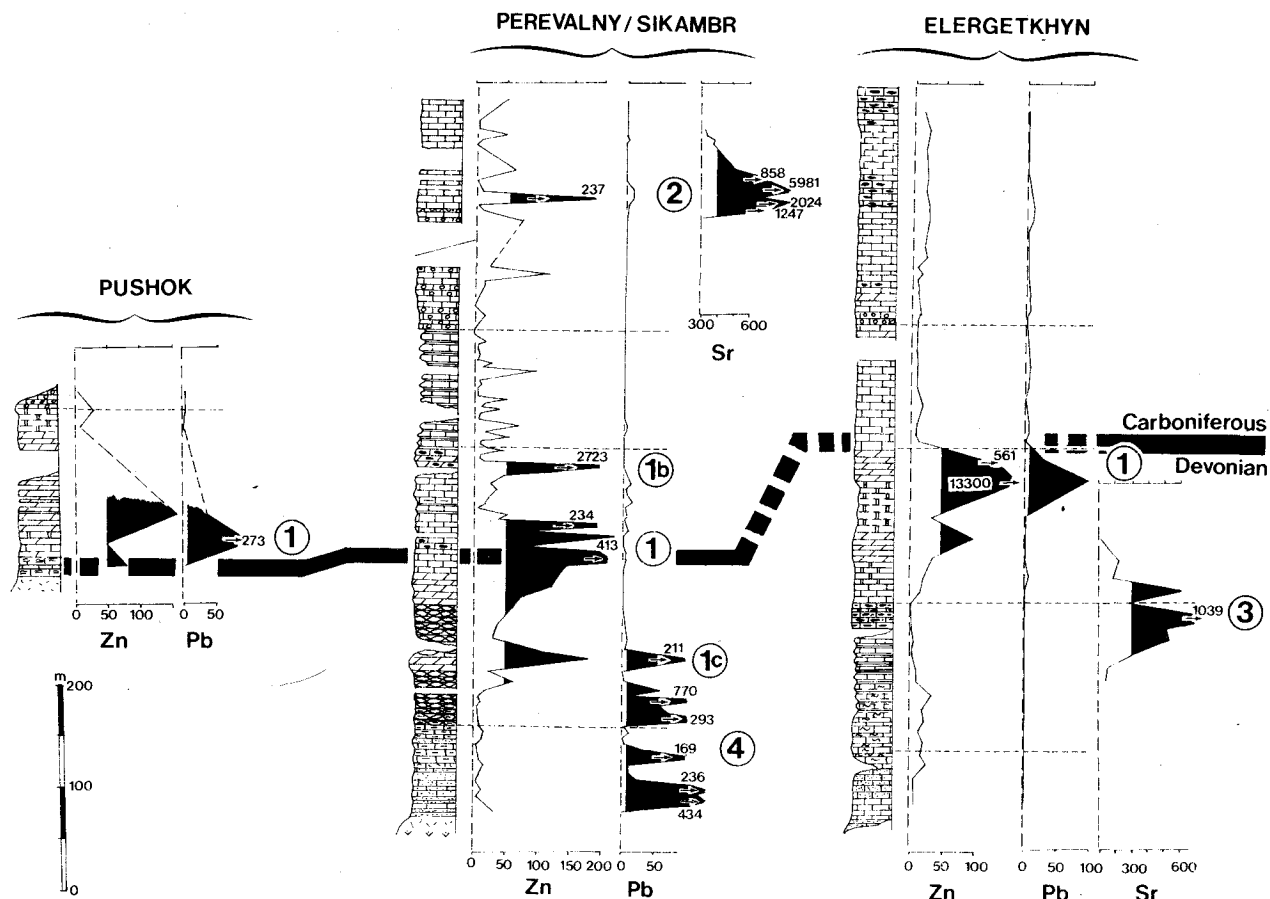 PEREVALNY/SIKAMBR
ELERGETKHYN
PUSHOK
237
2
858
5981
2024
1247
300 600
Sr
Carboniferous
Devonian
2723
1b
561
13300
1
234
413
1
273
1
0 50 100
Zn
0 50
Pb
211
1c
770
293
169
4
236
434
1039
3
m
200
100
0
0 50 100 150 200
Zn
0 50
Pb
0 50 100
Zn
0 50 100
Pb
300 600
Sr